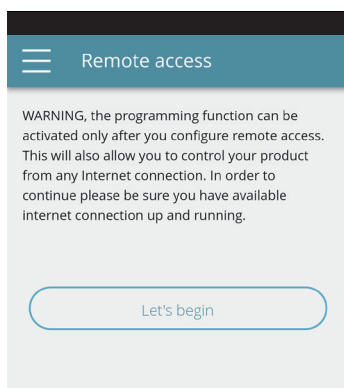 Remote access
WARNING, the programming function can be
activated only after you configure remote access.
This will also allow you to control your product
from any Internet connection. In order to
continue please be sure you have available
internet connection up and running.
Let's begin